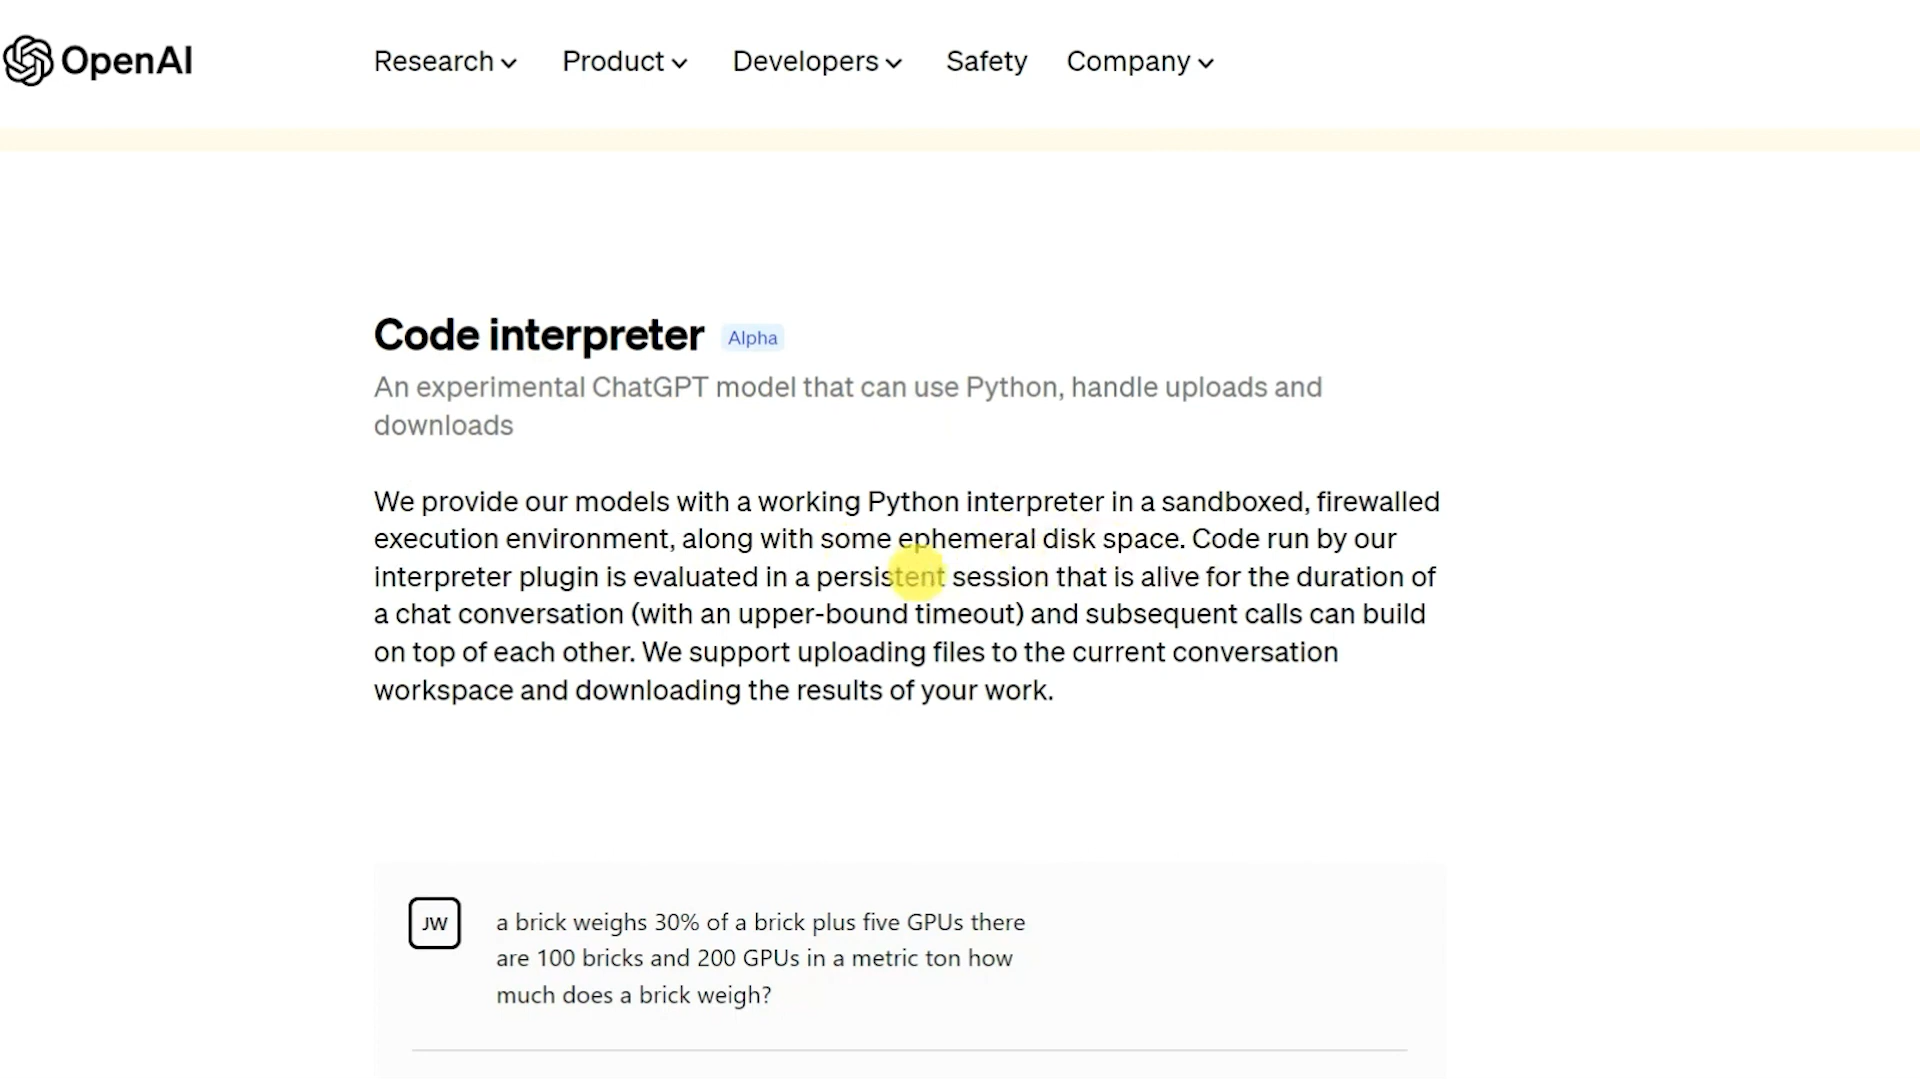 OpenAI
Research Product Developers Safety Company
Code interpreter Alpha
An experimental ChatGPT model that can use Python, handle uploads and
downloads
We provide our models with a working Python interpreter in a sandboxed, firewalled
execution environment, along with some ephemeral disk space. Code run by our
interpreter plugin is evaluated in a persistent session that is alive for the duration of
a chat conversation (with an upper-bound timeout) and subsequent calls can build
on top of each other. We support uploading files to the current conversation
workspace and downloading the results of your work.
JW
a brick weighs 30% of a brick plus five GPUs there
are 100 bricks and 200 GPUs in a metric ton how
much does a brick weigh?